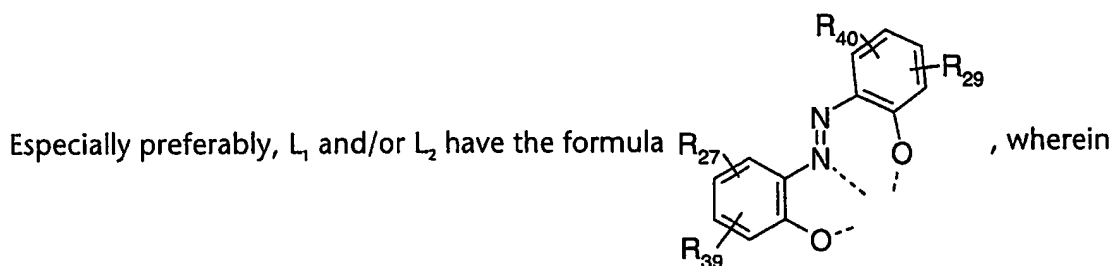 R₄₀
R₂₉
N
Especially preferably, L₁ and/or L₂ have the formula R₂₇ N O , wherein
R₃₉ O